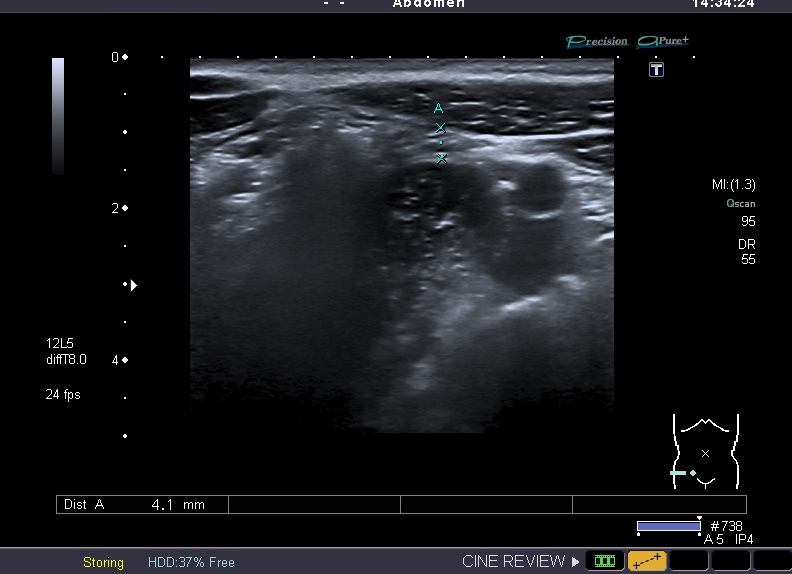 - - Abdomen 14:34:24
Precision APure+
T
0
A
MI:(1.3)
Qscan
95
DR
55
2
12L5
diffT8.0
24 fps
4
Dist A 4.1 mm
#738
A 5 IP4
Storing HDD:37% Free CINE REVIEW